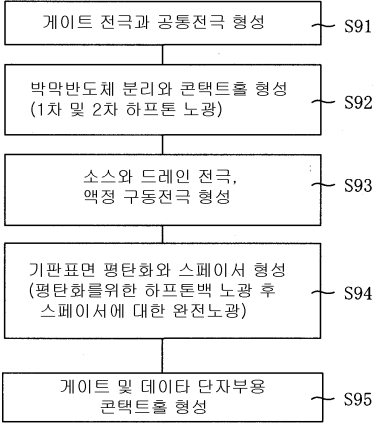 게이트 전극과 공통전극 형성
S91
박막반도체 분리와 콘택트홀 형성
(1차 및 2차 하프톤 노광)
S92
소스와 드레인 전극,
액정 구동전극 형성
S93
기판표면 평탄화와 스페이서 형성
(평탄화를위한 하프톤백 노광 후
스페이서에 대한 완전노광)
S94
게이트 및 데이타 단자부용
콘택트홀 형성
S95